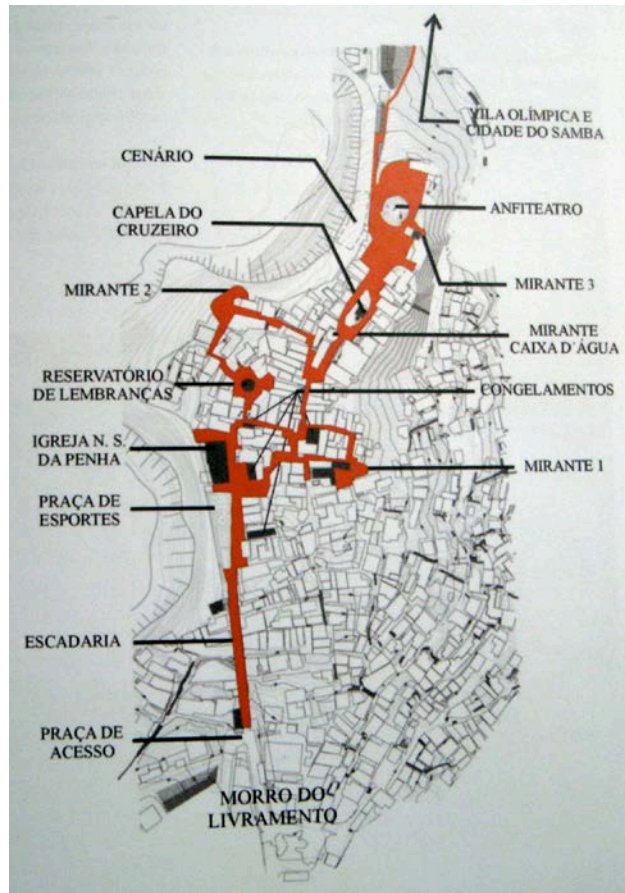 VILA OLÍMPICA E
CIDADE DO SAMBA
CENÁRIO
CAPELA DO
CRUZEIRO
ANFITEATRO
MIRANTE 2
MIRANTE 3
MIRANTE
CAIXA D´ÁGUA
RESERVATÓRIO
DE LEMBRANÇAS
CONGELAMENTOS
IGREJA N. S.
DA PENHA
MIRANTE 1
PRAÇA DE
ESPORTES
ESCADARIA
PRAÇA DE
ACESSO
MORRO DO
LIVRAMENTO